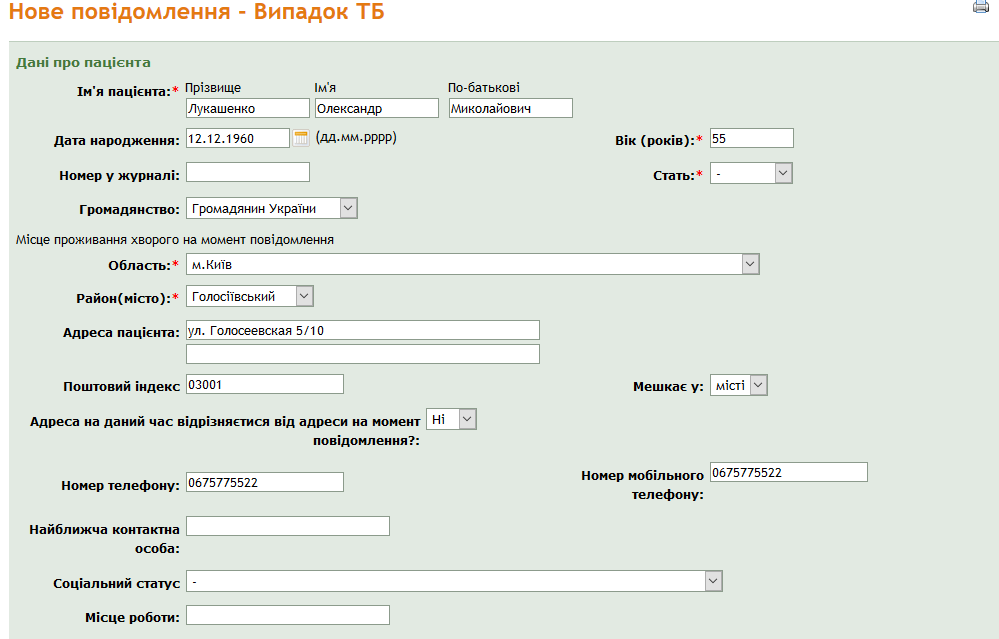 Нове повідомлення - Випадок ТБ
Дані про пацієнта
Прізвище Ім'я По-батькові
Ім'я пацієнта:* Лукашенко Олександр Миколайович
Дата народження: 12.12.1960 (дд.мм.рррр) Вік (років):* 55
Номер у журналі: Стать:* -
Громадянство: Громадянин України
Місце проживання хворого на момент повідомлення
Область:* м.Київ
Район(місто):* Голосіївський
Адреса пацієнта: ул. Голосеевская 5/10
Поштовий індекс 03001 Мешкає у: місті
Адреса на даний час відрізняєтися від адреси на момент Ні
повідомлення?:
Номер телефону: 0675775522 Номер мобільного 0675775522
телефону:
Найближча контактна
особа:
Соціальний статус -
Місце роботи: